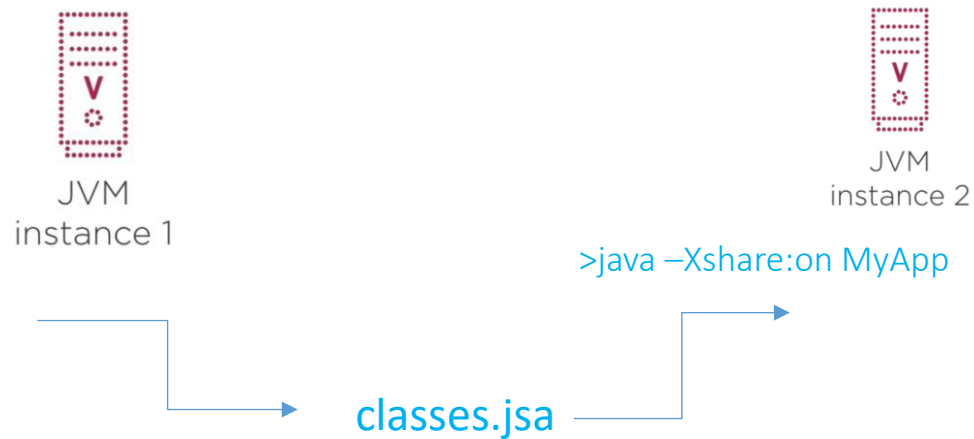 V
JVM
instance 1
V
JVM
instance 2
>java –Xshare:on MyApp
classes.jsa